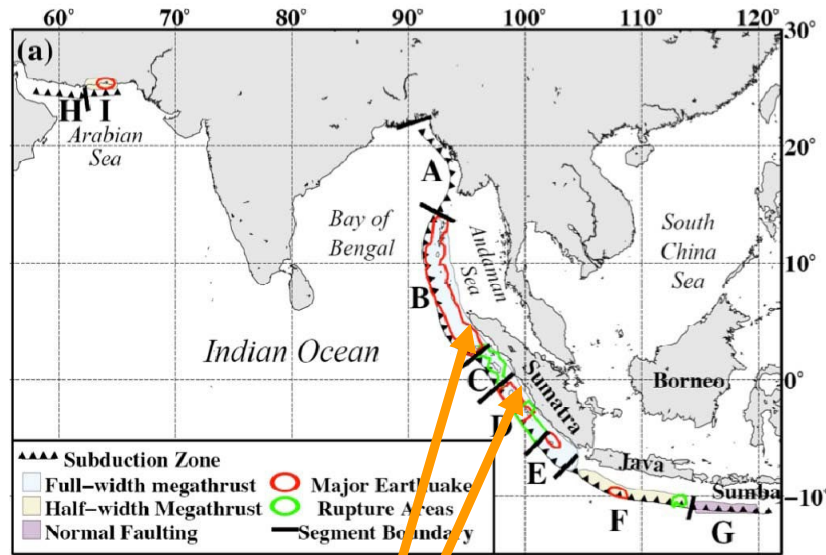 60° 70° 80° 90° 100° 110° 120°
(a)
30°
H I
Arabian
Sea
A
20°
Bay of
Bengal
Andaman
Sea
South
China
Sea
10°
B
Indian Ocean
C
Sumatra
Borneo
0°
D
E
Java
Sumba
F
G
-10°
Subduction Zone
Full-width megathrust Major Earthquake
Half-width Megathrust Rupture Areas
Normal Faulting Segment Boundary